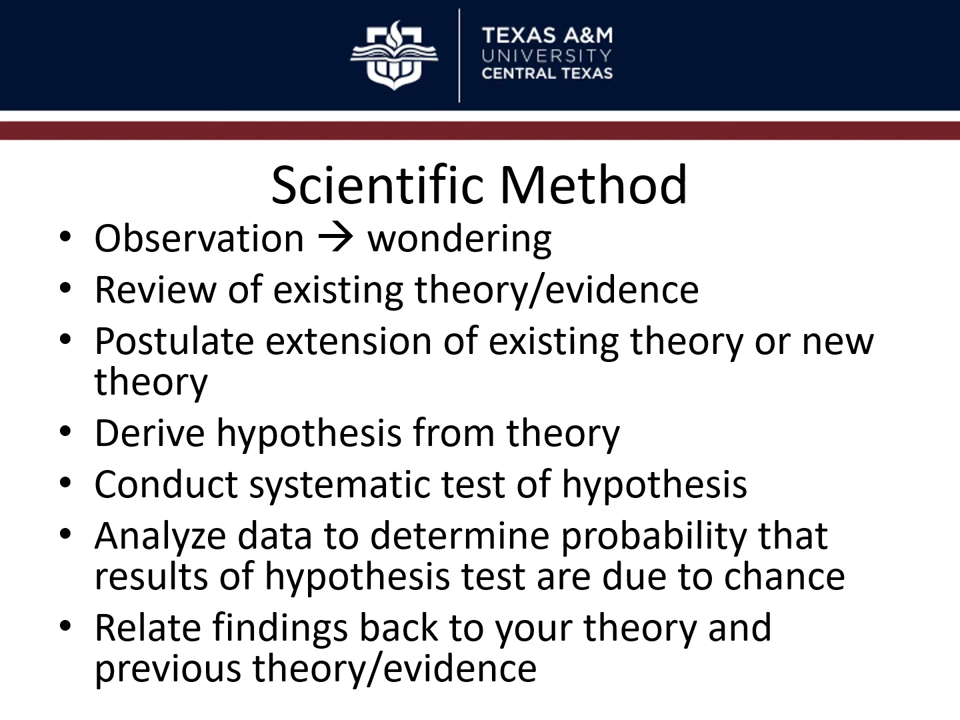 TEXAS A&M
UNIVERSITY
CENTRAL TEXAS
Scientific Method
• Observation → wondering
• Review of existing theory/evidence
• Postulate extension of existing theory or new
theory
• Derive hypothesis from theory
• Conduct systematic test of hypothesis
• Analyze data to determine probability that
results of hypothesis test are due to chance
• Relate findings back to your theory and
previous theory/evidence